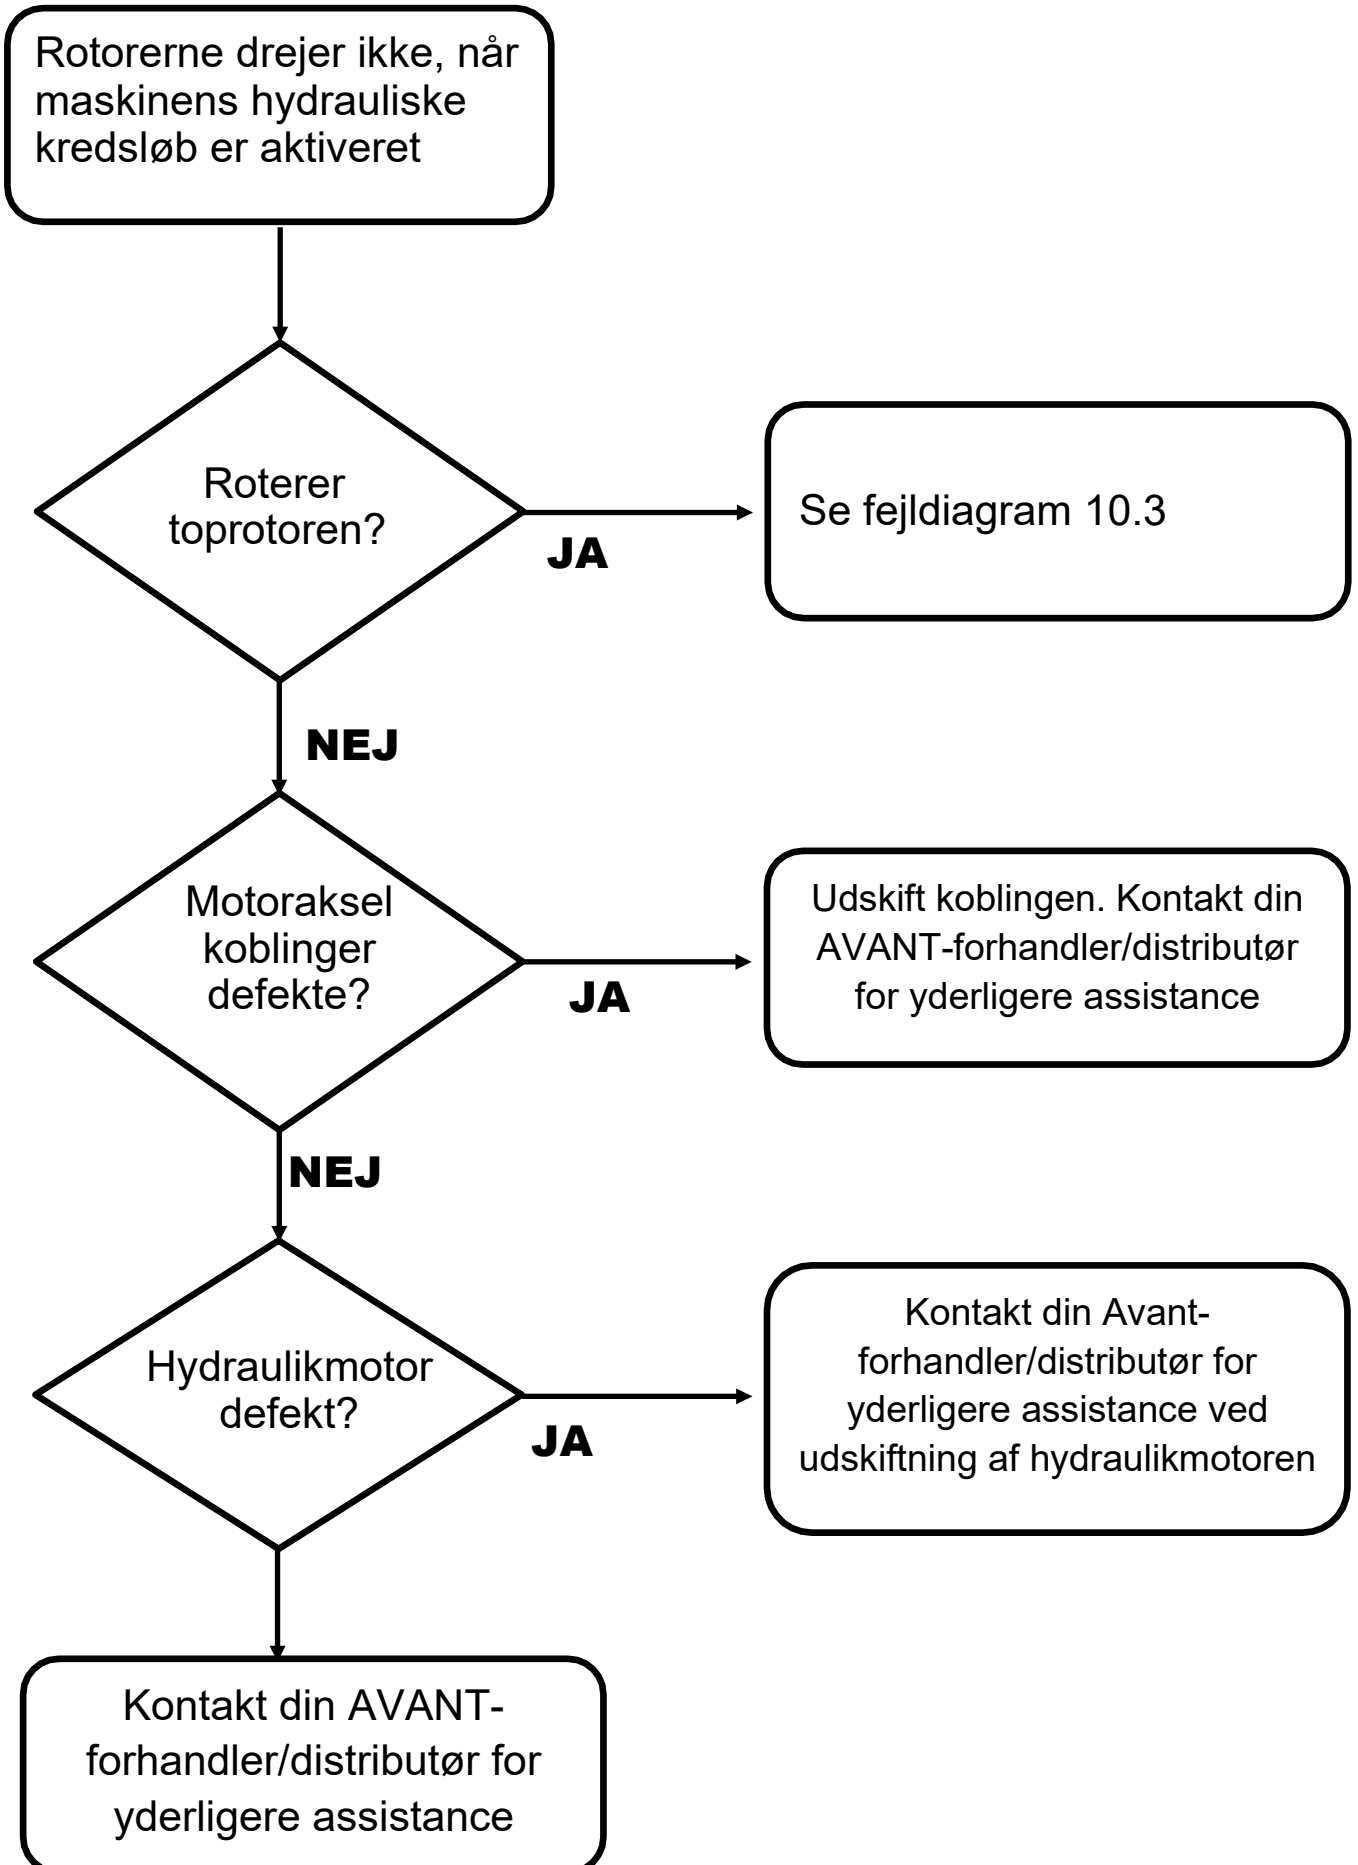 Rotorerne drejer ikke, når
maskinens hydrauliske
kredsløb er aktiveret
Roterer
toprotoren?
JA
Se fejldiagram 10.3
NEJ
Motoraksel
koblinger
defekte?
JA
Udskift koblingen. Kontakt din
AVANT-forhandler/distributør
for yderligere assistance
NEJ
Hydraulikmotor
defekt?
JA
Kontakt din Avant-
forhandler/distributør for
yderligere assistance ved
udskiftning af hydraulikmotoren
Kontakt din AVANT-
forhandler/distributør for
yderligere assistance